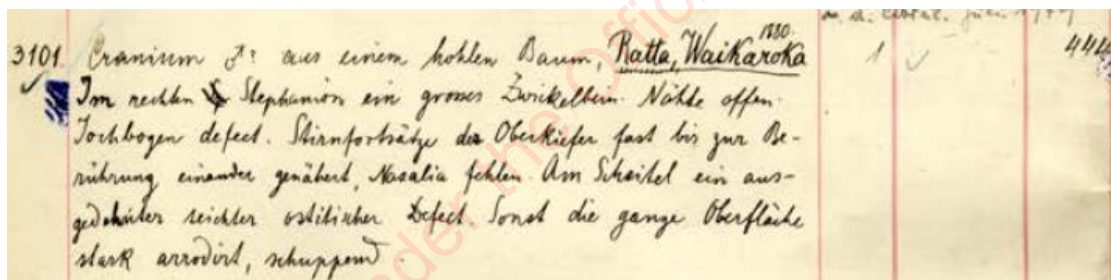 1880.
3101 Cranium ♂? aus einem hohlen Baum, Ratta, Waikaroka 1 444
Im rechten Stephanion ein grosses Zwickelbein. Nähte offen.
Jochbogen defect. Stirnfortsätze der Oberkiefer fast bis zur Be-
rührung einander genähert, Nasalia fehlen. Am Scheitel ein aus-
gedehnter seichter ostitischer Defect. Sonst die ganze Oberfläche
stark arrodirt, schuppend.